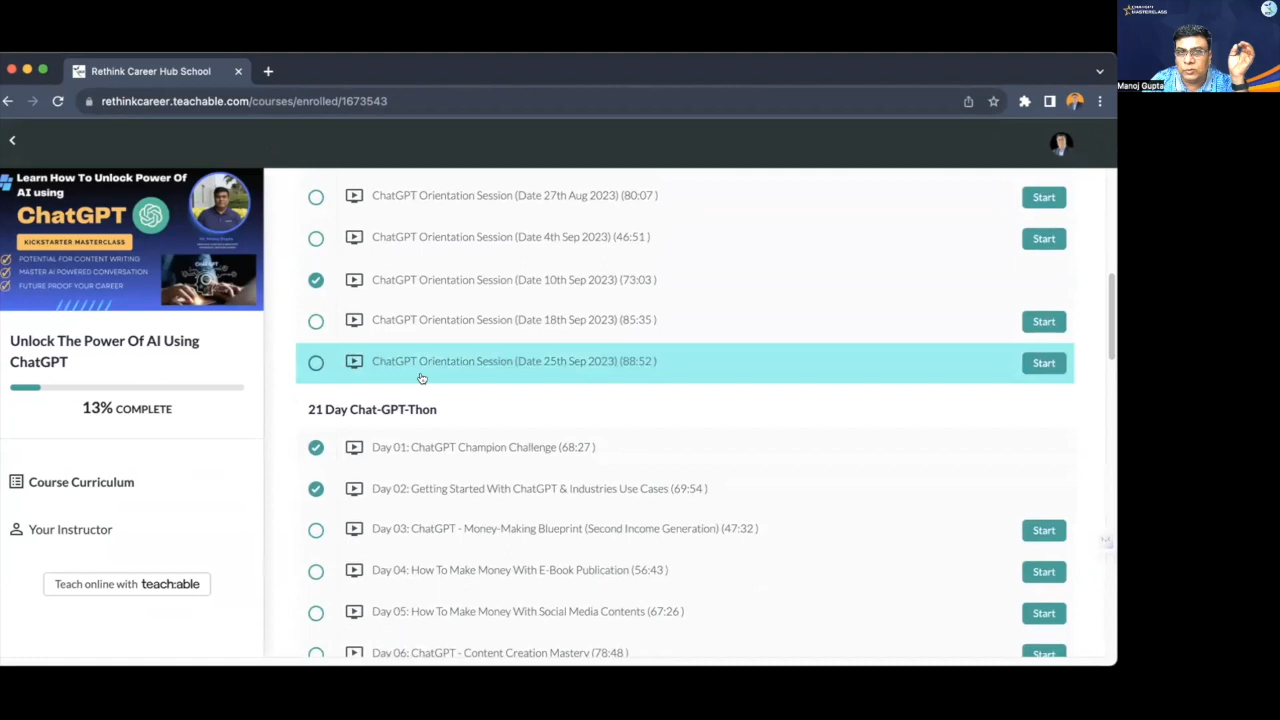 CHATGPT
MASTERCLASS
Manoj Gupta
Rethink Career Hub School
rethinkcareer.teachable.com/courses/enrolled/1673543
Learn How To Unlock Power Of
AI using
ChatGPT
KICKSTARTER MASTERCLASS
POTENTIAL FOR CONTENT WRITING
MASTER AI POWERED CONVERSATION
FUTURE PROOF YOUR CAREER
Unlock The Power Of AI Using
ChatGPT
13% COMPLETE
Course Curriculum
Your Instructor
Teach online with teach:able
ChatGPT Orientation Session (Date 27th Aug 2023) (80:07 )
Start
ChatGPT Orientation Session (Date 4th Sep 2023) (46:51 )
Start
ChatGPT Orientation Session (Date 10th Sep 2023) (73:03 )
ChatGPT Orientation Session (Date 18th Sep 2023) (85:35 )
Start
ChatGPT Orientation Session (Date 25th Sep 2023) (88:52 )
Start
21 Day Chat-GPT-Thon
Day 01: ChatGPT Champion Challenge (68:27 )
Day 02: Getting Started With ChatGPT & Industries Use Cases (69:54 )
Day 03: ChatGPT - Money-Making Blueprint (Second Income Generation) (47:32 )
Start
Day 04: How To Make Money With E-Book Publication (56:43 )
Start
Day 05: How To Make Money With Social Media Contents (67:26 )
Start
Day 06: ChatGPT - Content Creation Mastery (78:48 )
Start